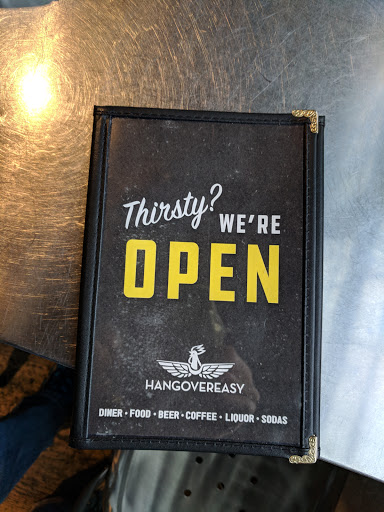 Thirsty? WE'RE
OPEN
HANGOVEREASY
DINER • FOOD • BEER • COFFEE • LIQUOR • SODAS